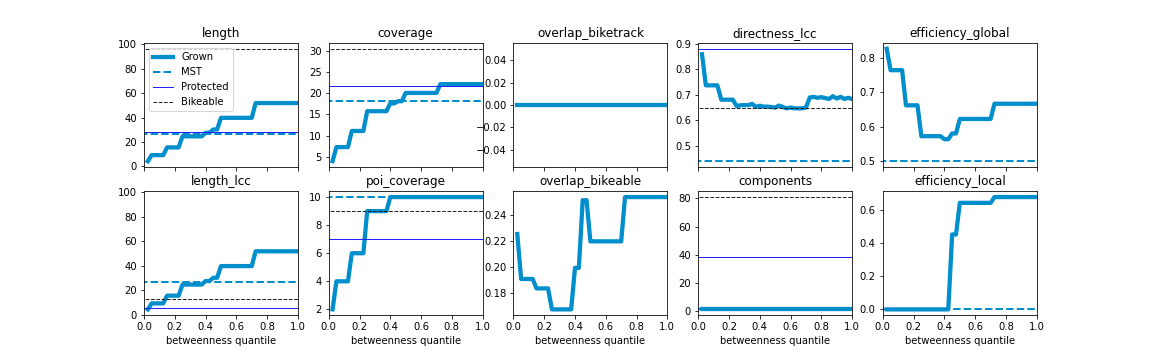 length
coverage
overlap_biketrack
directness_lcc
efficiency_global
100
80
60
40
20
0
Grown
MST
Protected
Bikeable
30
25
20
15
10
5
0.04
0.02
0.00
−0.02
−0.04
0.9
0.8
0.7
0.6
0.5
0.8
0.7
0.6
0.5
length_lcc
poi_coverage
overlap_bikeable
components
efficiency_local
100
80
60
40
20
0
10
8
6
4
2
0.24
0.22
0.20
0.18
80
60
40
20
0
0.6
0.4
0.2
0.0
0.0 0.2 0.4 0.6 0.8 1.0
0.0 0.2 0.4 0.6 0.8 1.0
0.0 0.2 0.4 0.6 0.8 1.0
0.0 0.2 0.4 0.6 0.8 1.0
0.0 0.2 0.4 0.6 0.8 1.0
betweenness quantile
betweenness quantile
betweenness quantile
betweenness quantile
betweenness quantile